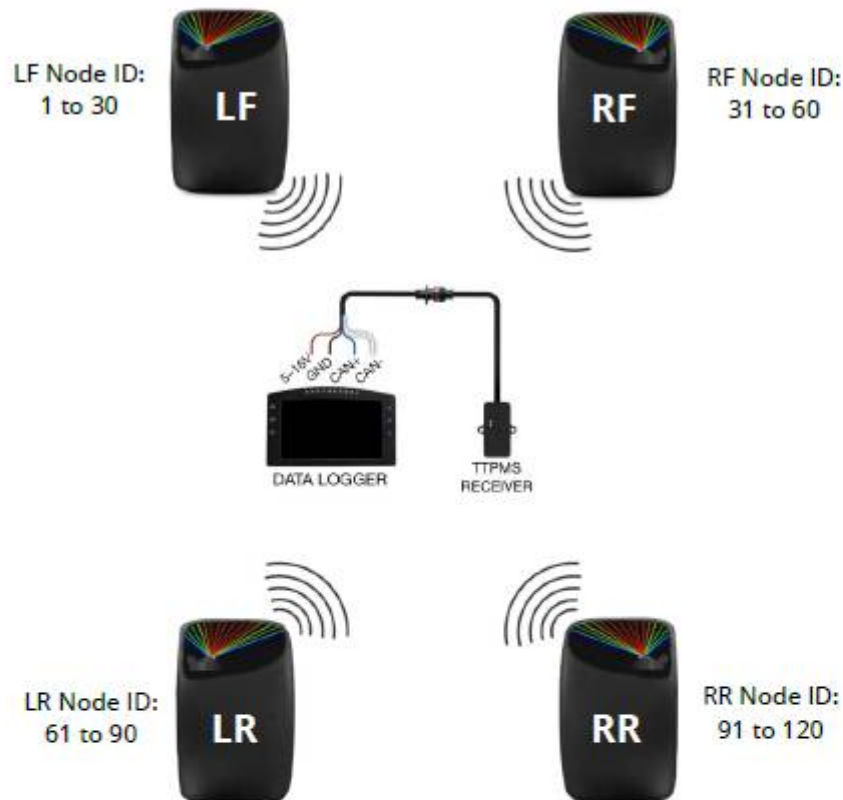 LF Node ID:
1 to 30
LF
RF
RF Node ID:
31 to 60
5-16V
GND
CAN+
CAN-
DATA LOGGER
TTPMS
RECEIVER
LR Node ID:
61 to 90
LR
RR
RR Node ID:
91 to 120